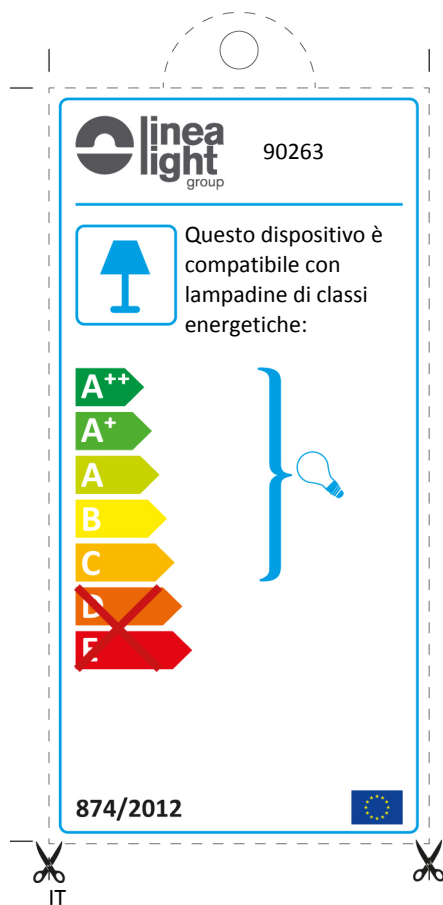 linea
light
group
90263
Questo dispositivo è
compatibile con
lampadine di classi
energetiche:
A++
A+
A
B
C
D
E
874/2012
IT